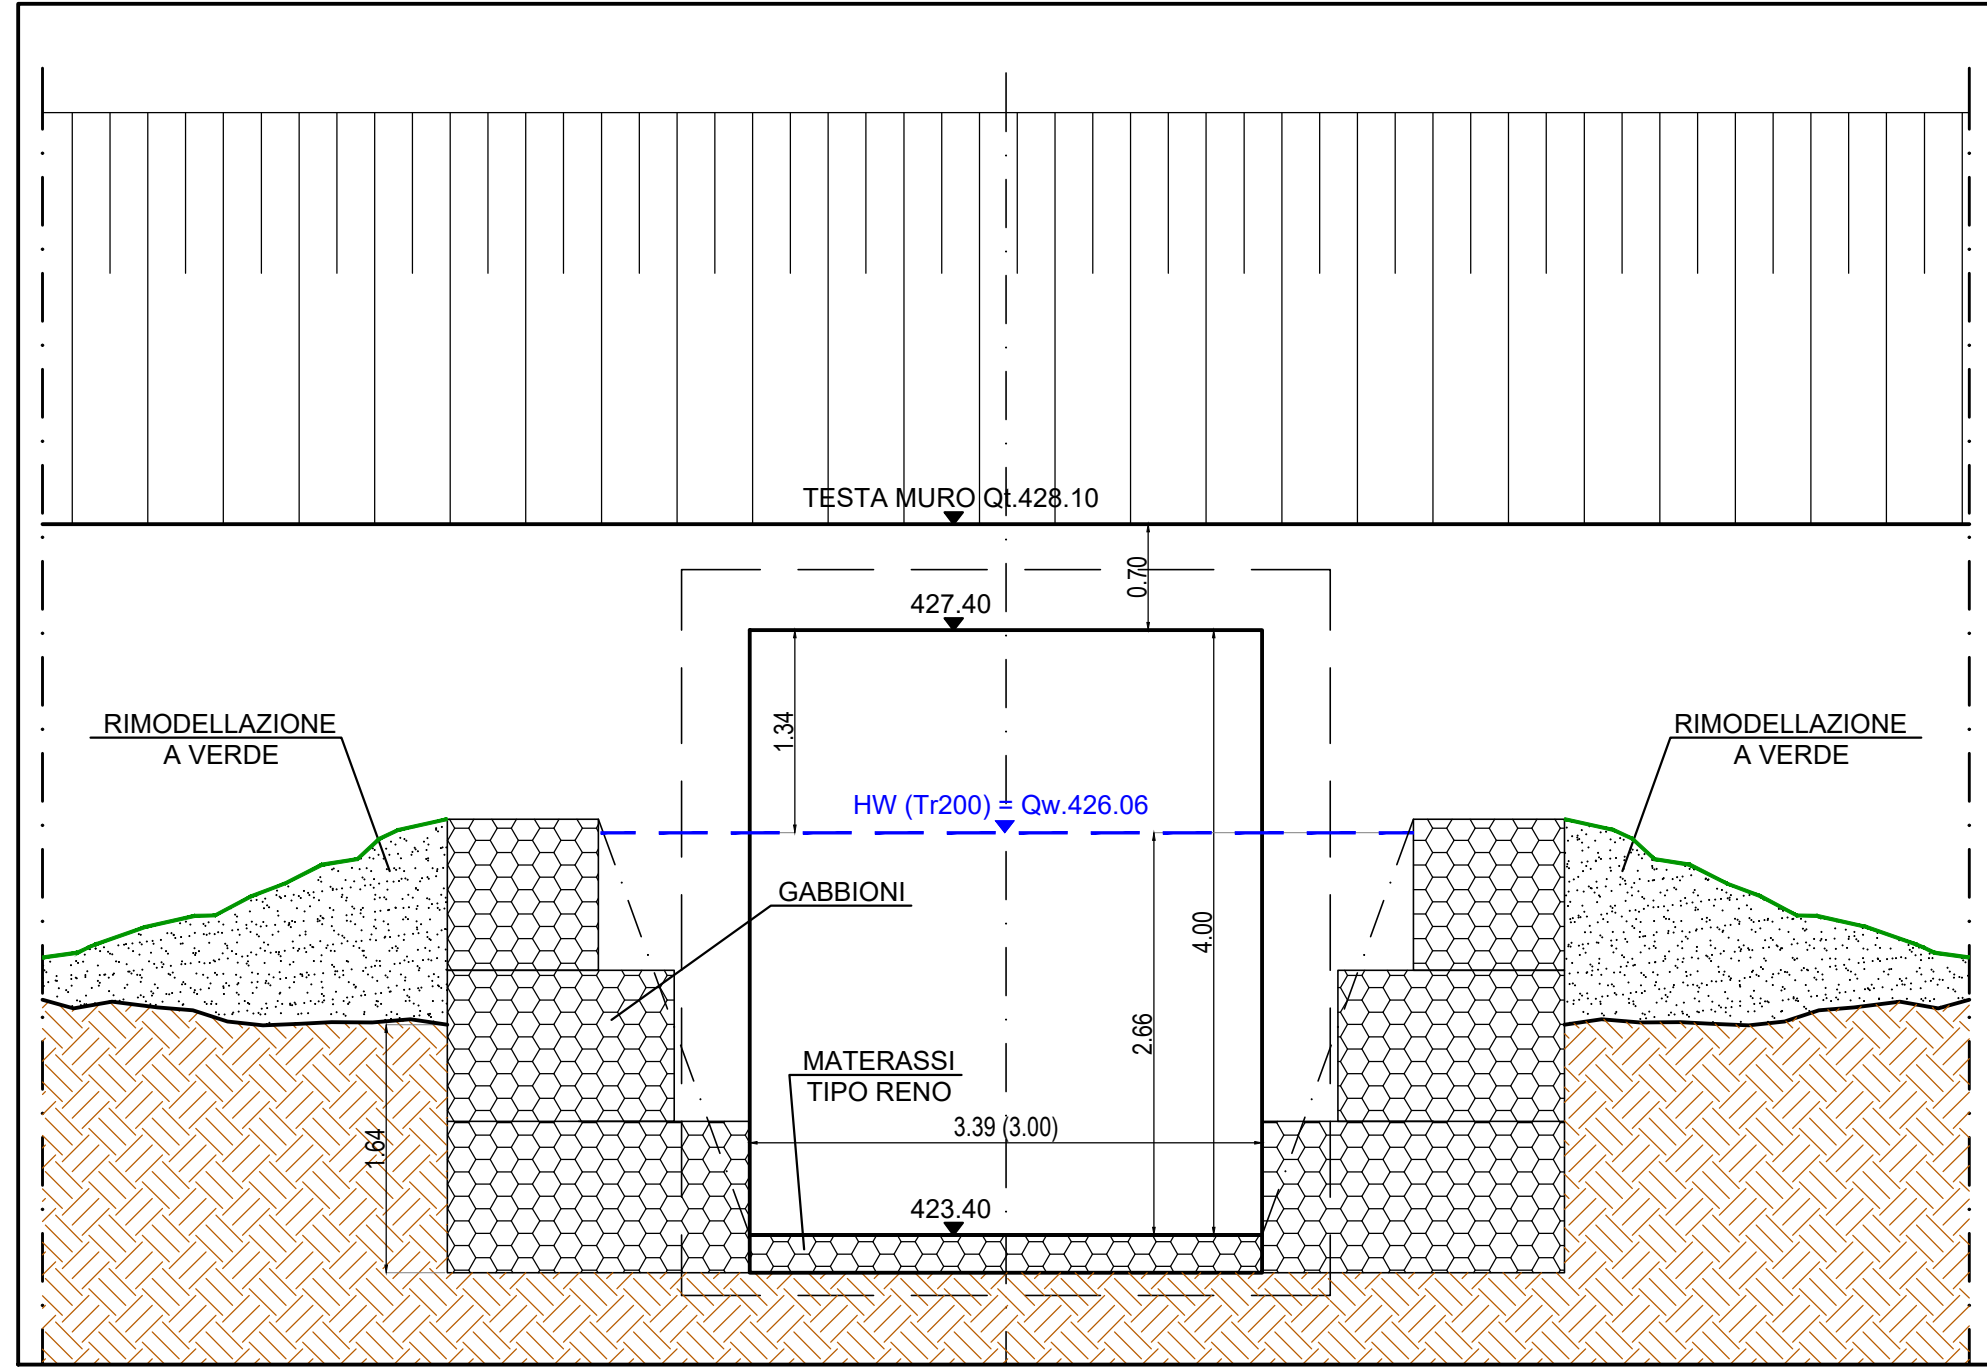 TESTA MURO Qt.428.10
0.70
427.40
1.34
RIMODELLAZIONE
A VERDE
RIMODELLAZIONE
A VERDE
HW (Tr200) = Qw.426.06
GABBIONI
4.00
2.66
MATERASSI
TIPO RENO
3.39 (3.00)
1.64
423.40